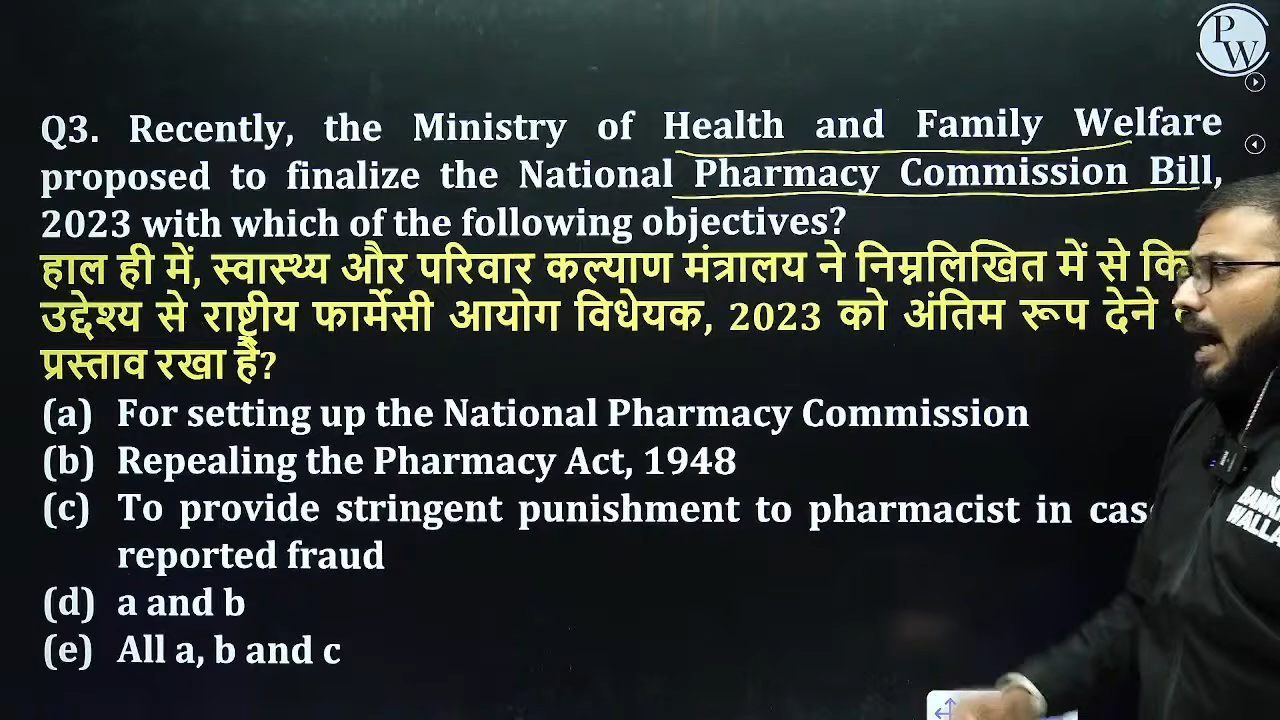 PW
Q3. Recently, the Ministry of Health and Family Welfare
proposed to finalize the National Pharmacy Commission Bill,
2023 with which of the following objectives?
हाल ही में, स्वास्थ्य और परिवार कल्याण मंत्रालय ने निम्नलिखित में से
उद्देश्य से राष्ट्रीय फार्मेसी आयोग विधेयक, 2023 को अंतिम रूप देने
प्रस्ताव रखा है?
(a) For setting up the National Pharmacy Commission
(b) Repealing the Pharmacy Act, 1948
(c) To provide stringent punishment to pharmacist in
reported fraud
(d) a and b
(e) All a, b and c